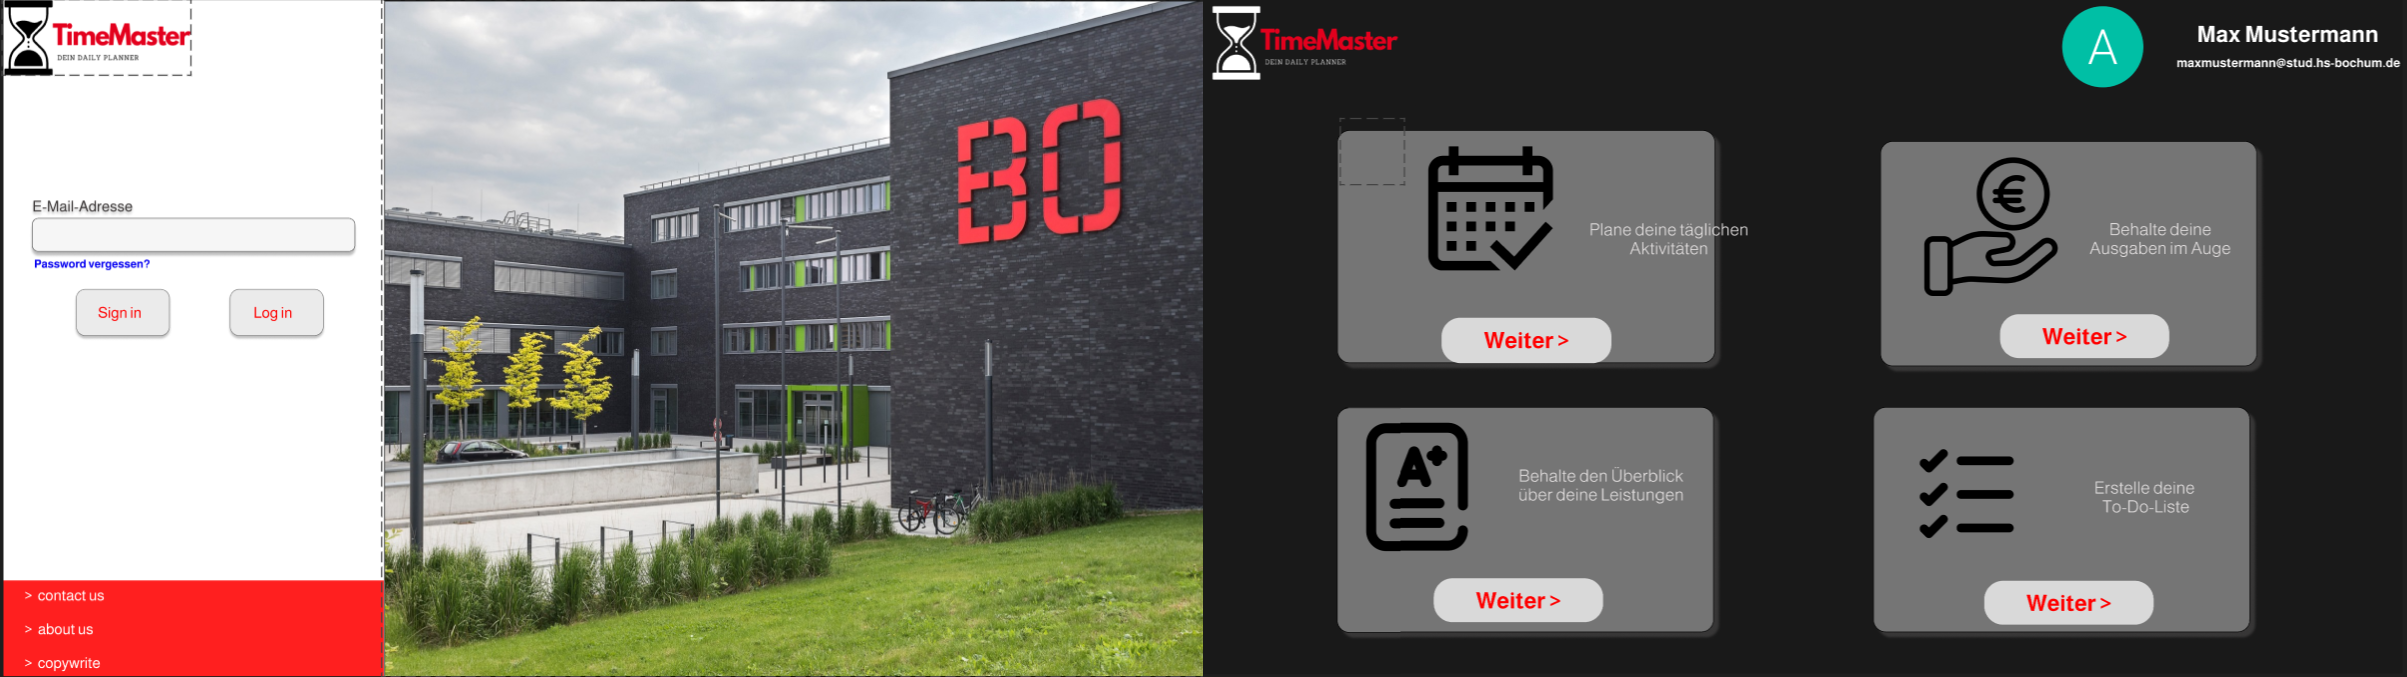 TimeMaster
DEIN DAILY PLANNER
E-Mail-Adresse
Password vergessen?
Sign in
Log in
> contact us
> about us
> copywrite
BO
TimeMaster
DEIN DAILY PLANNER
A
Max Mustermann
maxmustermann@stud.hs-bochum.de
Plane deine täglichen
Aktivitäten
Weiter >
€
Behalte deine
Ausgaben im Auge
Weiter >
A+
Behalte den Überblick
über deine Leistungen
Weiter >
Erstelle deine
To-Do-Liste
Weiter >